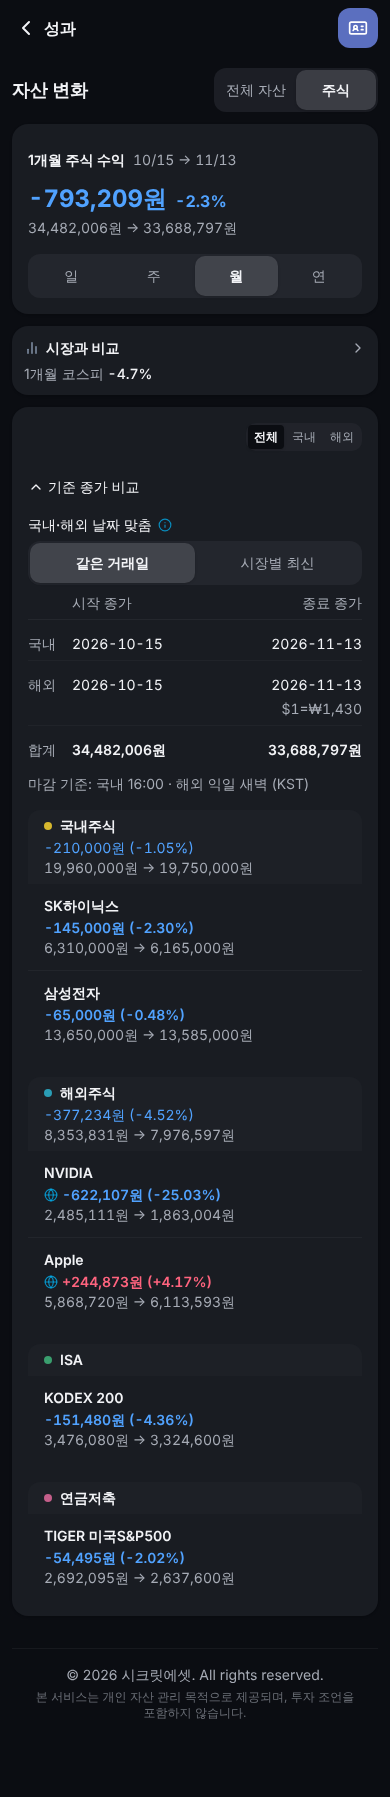 성과
자산 변화
전체 자산 주식
1개월 주식 수익 10/15 → 11/13
-793,209원 -2.3%
34,482,006원 → 33,688,797원
일 주 월 연
시장과 비교
1개월 코스피 -4.7%
전체 국내 해외
기준 종가 비교
국내·해외 날짜 맞춤
같은 거래일 시장별 최신
시작 종가 종료 종가
국내 2026-10-15 2026-11-13
해외 2026-10-15 2026-11-13
$1=₩1,430
합계 34,482,006원 33,688,797원
마감 기준: 국내 16:00 · 해외 익일 새벽 (KST)
국내주식
-210,000원 (-1.05%)
19,960,000원 → 19,750,000원
SK하이닉스
-145,000원 (-2.30%)
6,310,000원 → 6,165,000원
삼성전자
-65,000원 (-0.48%)
13,650,000원 → 13,585,000원
해외주식
-377,234원 (-4.52%)
8,353,831원 → 7,976,597원
NVIDIA
-622,107원 (-25.03%)
2,485,111원 → 1,863,004원
Apple
+244,873원 (+4.17%)
5,868,720원 → 6,113,593원
ISA
KODEX 200
-151,480원 (-4.36%)
3,476,080원 → 3,324,600원
연금저축
TIGER 미국S&P500
-54,495원 (-2.02%)
2,692,095원 → 2,637,600원
© 2026 시크릿에셋. All rights reserved.
본 서비스는 개인 자산 관리 목적으로 제공되며, 투자 조언을
포함하지 않습니다.